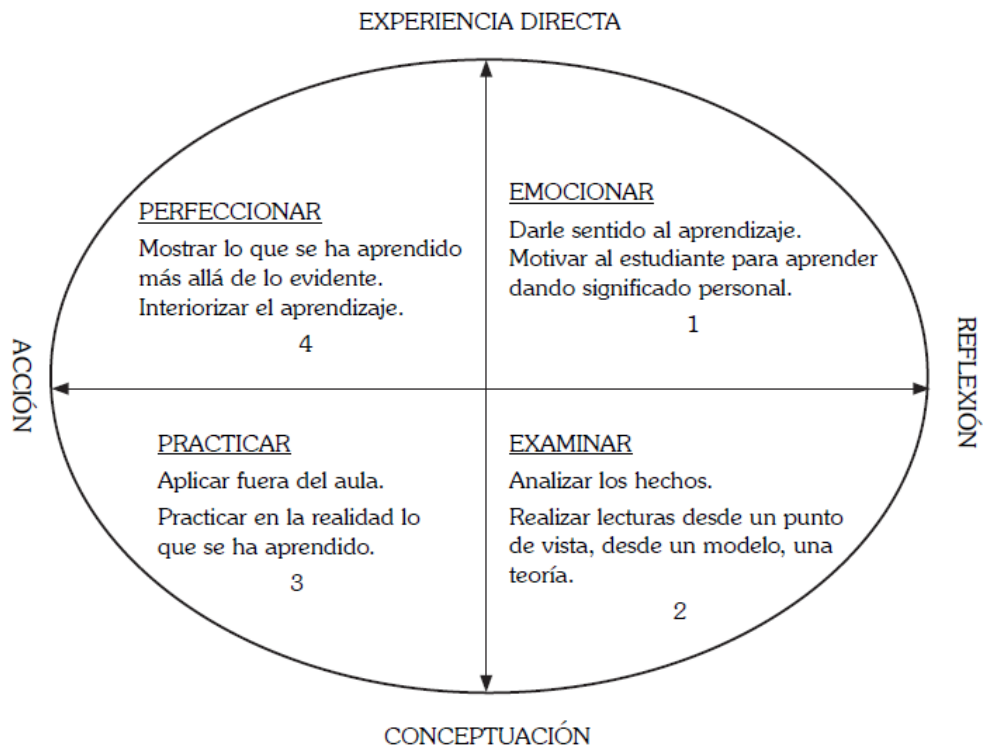 EXPERIENCIA DIRECTA
PERFECCIONAR
Mostrar lo que se ha aprendido
más allá de lo evidente.
Interiorizar el aprendizaje.
4
EMOCIONAR
Darle sentido al aprendizaje.
Motivar al estudiante para aprender
dando significado personal.
1
ACCIÓN
REFLEXIÓN
PRACTICAR
Aplicar fuera del aula.
Practicar en la realidad lo
que se ha aprendido.
3
EXAMINAR
Analizar los hechos.
Realizar lecturas desde un punto
de vista, desde un modelo, una
teoría.
2
CONCEPTUACIÓN